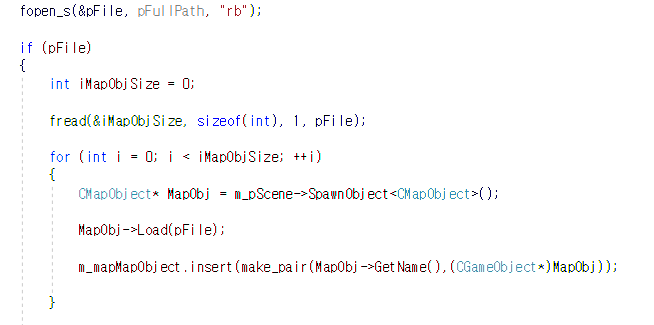 fopen_s(&pFile, pFullPath, "rb");
if (pFile)
{
int iMapObjSize = 0;
fread(&iMapObjSize, sizeof(int), 1, pFile);
for (int i = 0; i < iMapObjSize; ++i)
{
CMapObject* MapObj = m_pScene->SpawnObject<CMapObject>();
MapObj->Load(pFile);
m_mapMapObject.insert(make_pair(MapObj->GetName(),(CGameObject*)MapObj));
}